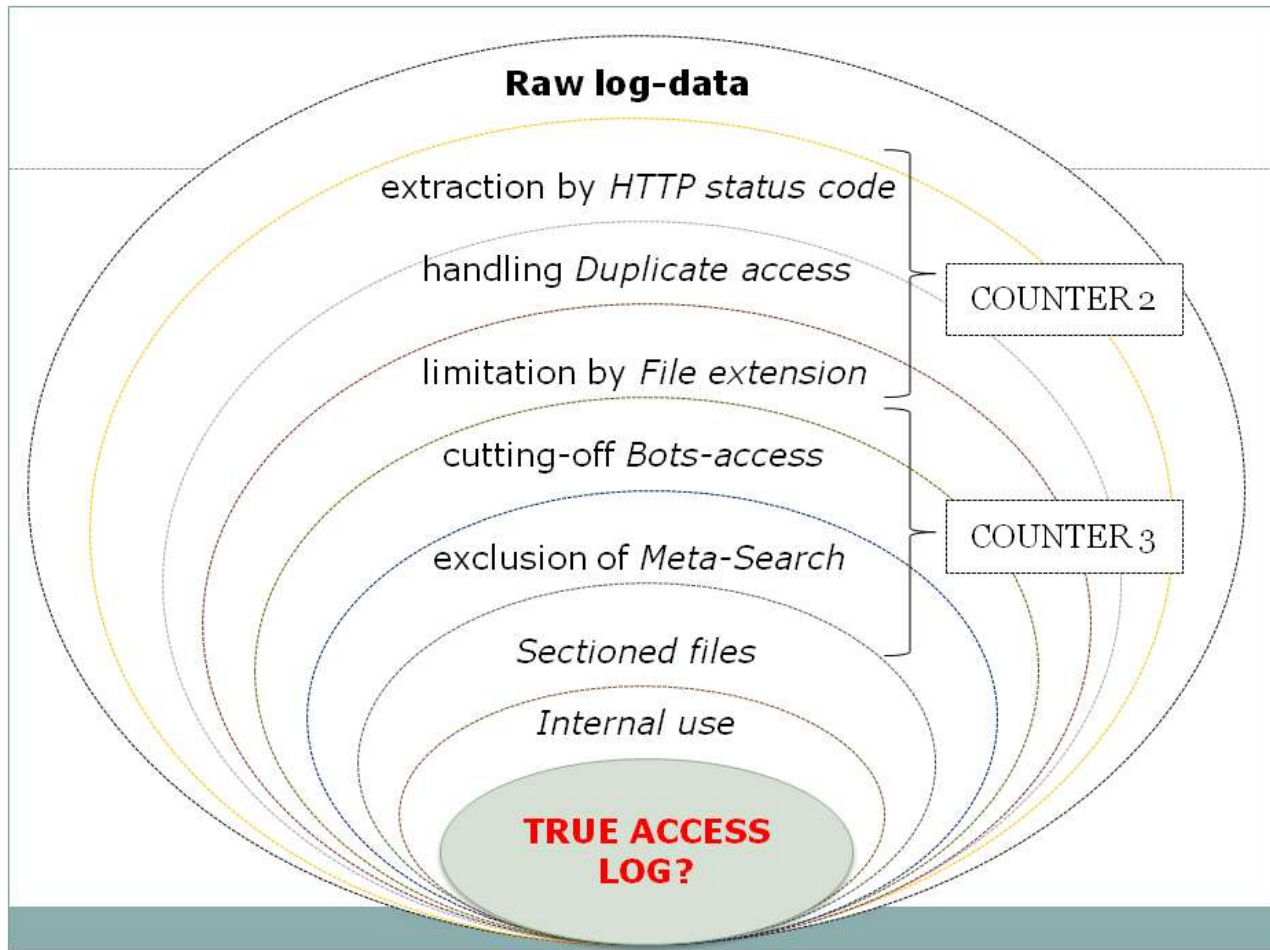 Raw log-data
extraction by HTTP status code
handling Duplicate access
COUNTER 2
limitation by File extension
cutting-off Bots-access
COUNTER 3
exclusion of Meta-Search
Sectioned files
Internal use
TRUE ACCESS
LOG?